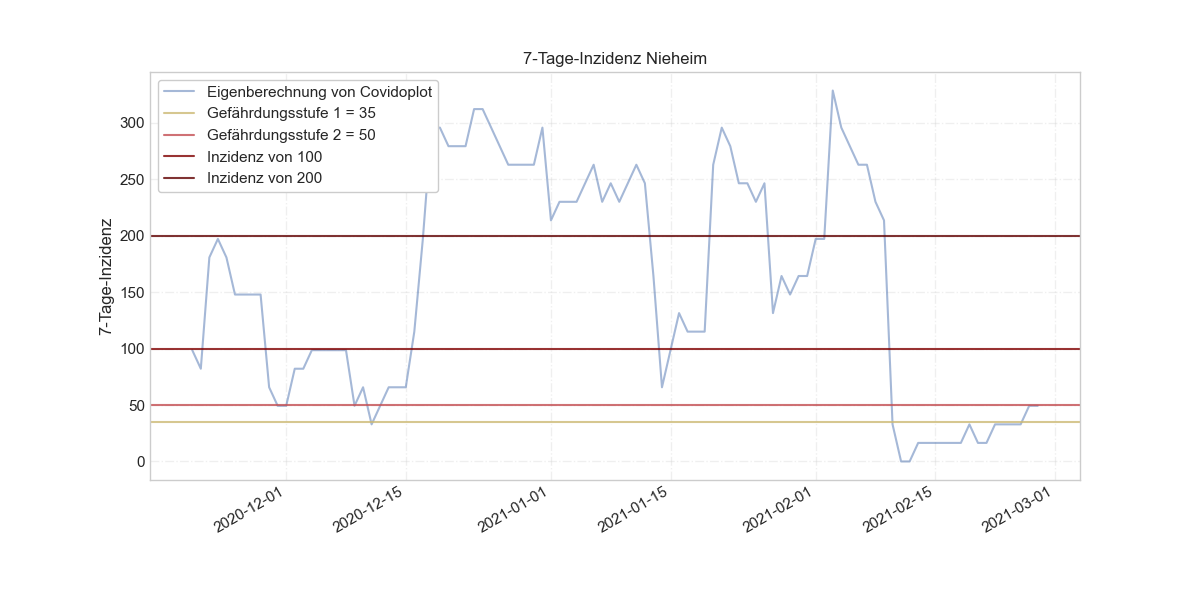 7-Tage-Inzidenz Nieheim
Eigenberechnung von Covidoplot
Gefährdungsstufe 1 = 35
Gefährdungsstufe 2 = 50
Inzidenz von 100
Inzidenz von 200
7-Tage-Inzidenz
300
250
200
150
100
50
0
2020-12-01
2020-12-15
2021-01-01
2021-01-15
2021-02-01
2021-02-15
2021-03-01